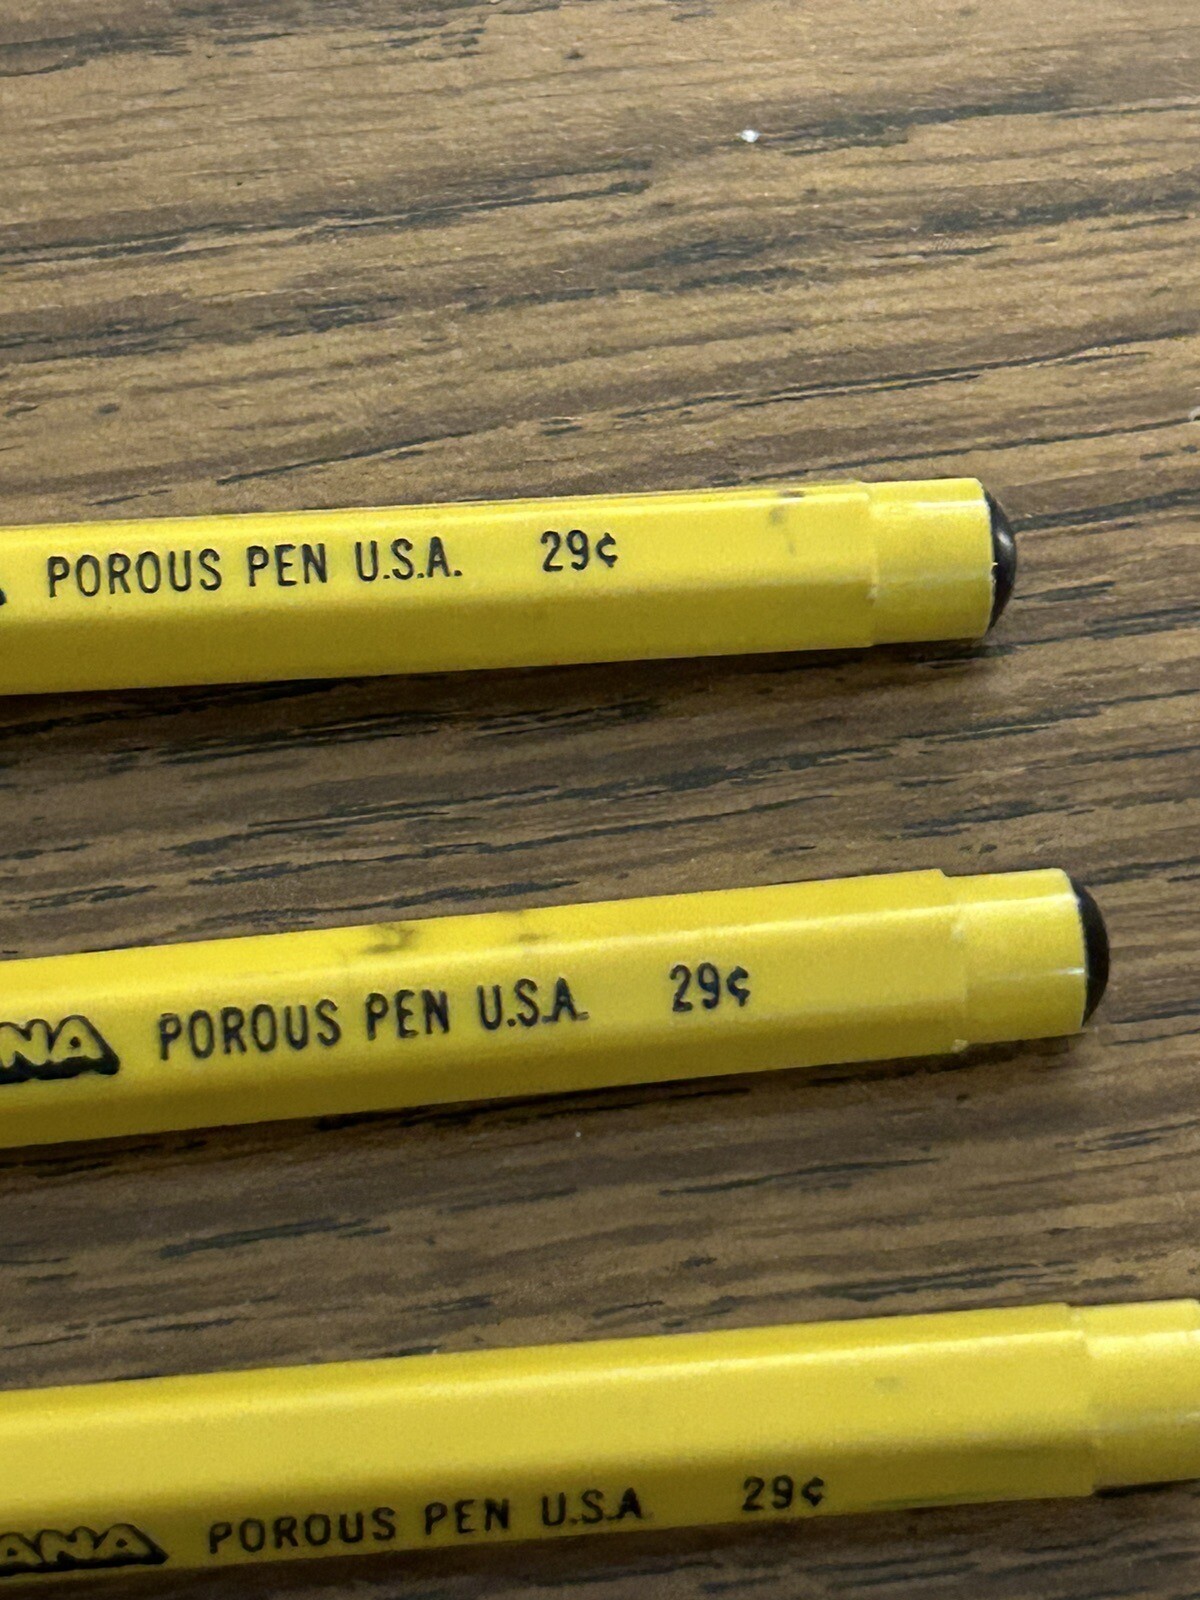 POROUS PEN U.S.A. 29¢
NA POROUS PEN U.S.A. 29¢
ANA POROUS PEN U.S.A 29¢